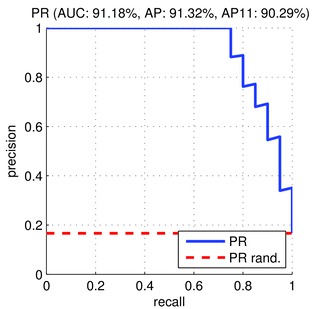 PR (AUC: 91.18%, AP: 91.32%, AP11: 90.29%)
1
0.8
0.6
0.4
0.2
0
precision
PR
PR rand.
0 0.2 0.4 0.6 0.8 1
recall